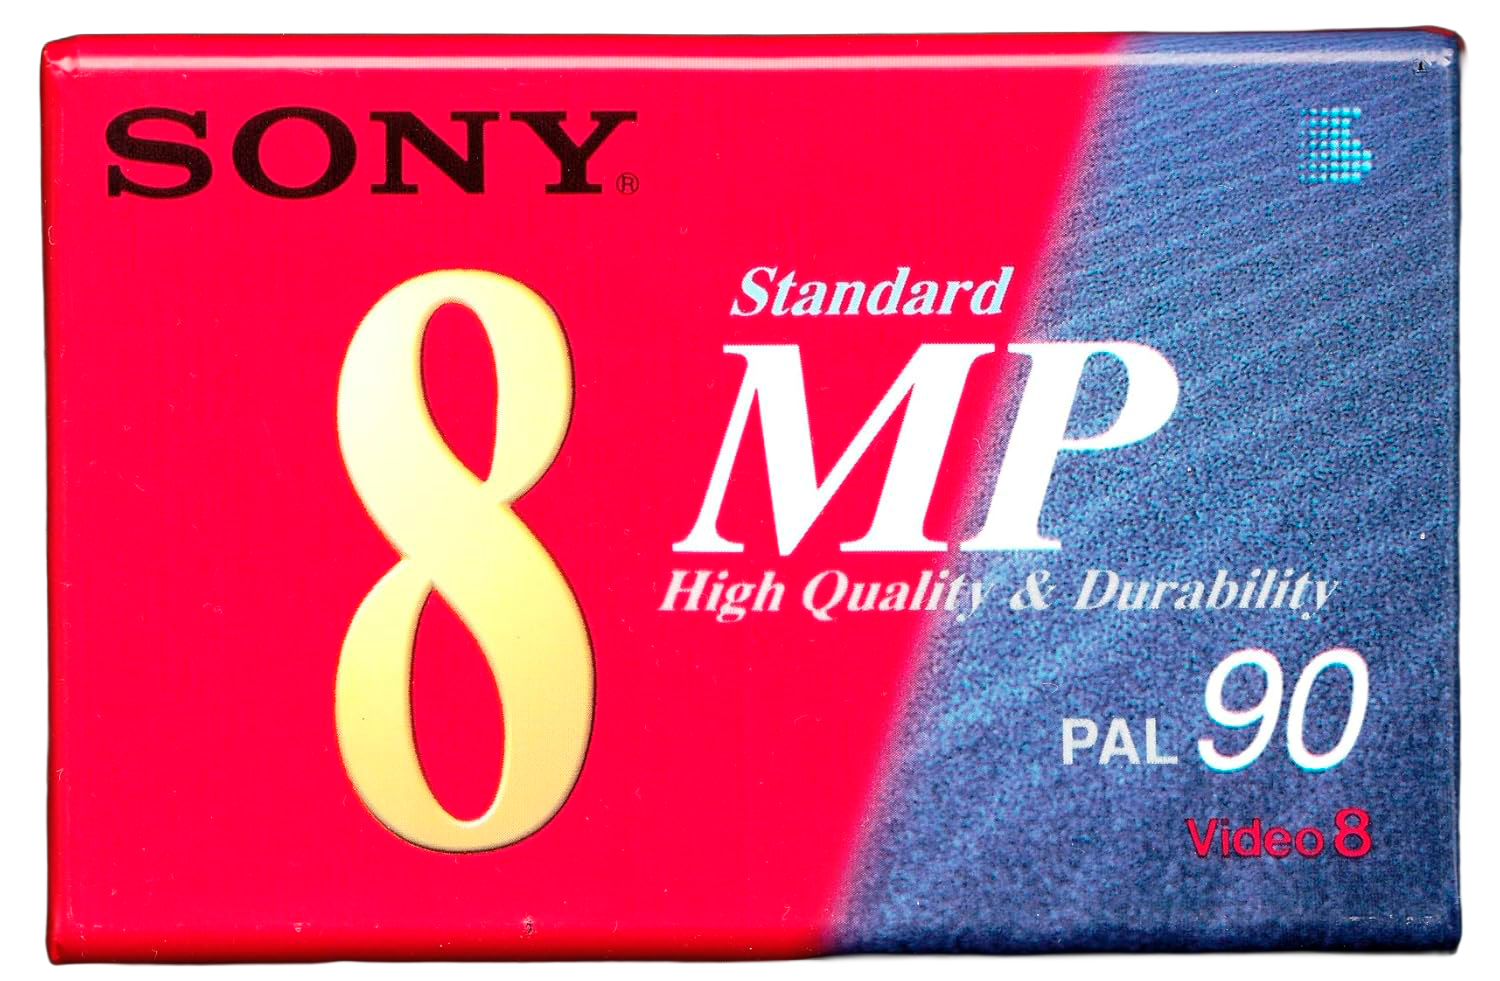 SONY®
8
Standard
MP
High Quality & Durability
PAL 90
Video 8